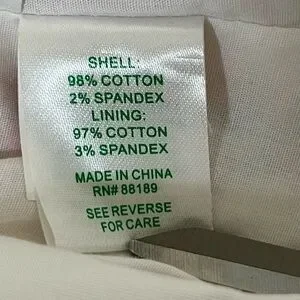 SHELL:
98% COTTON
2% SPANDEX
LINING:
97% COTTON
3% SPANDEX
MADE IN CHINA
RN# 88189
SEE REVERSE
FOR CARE